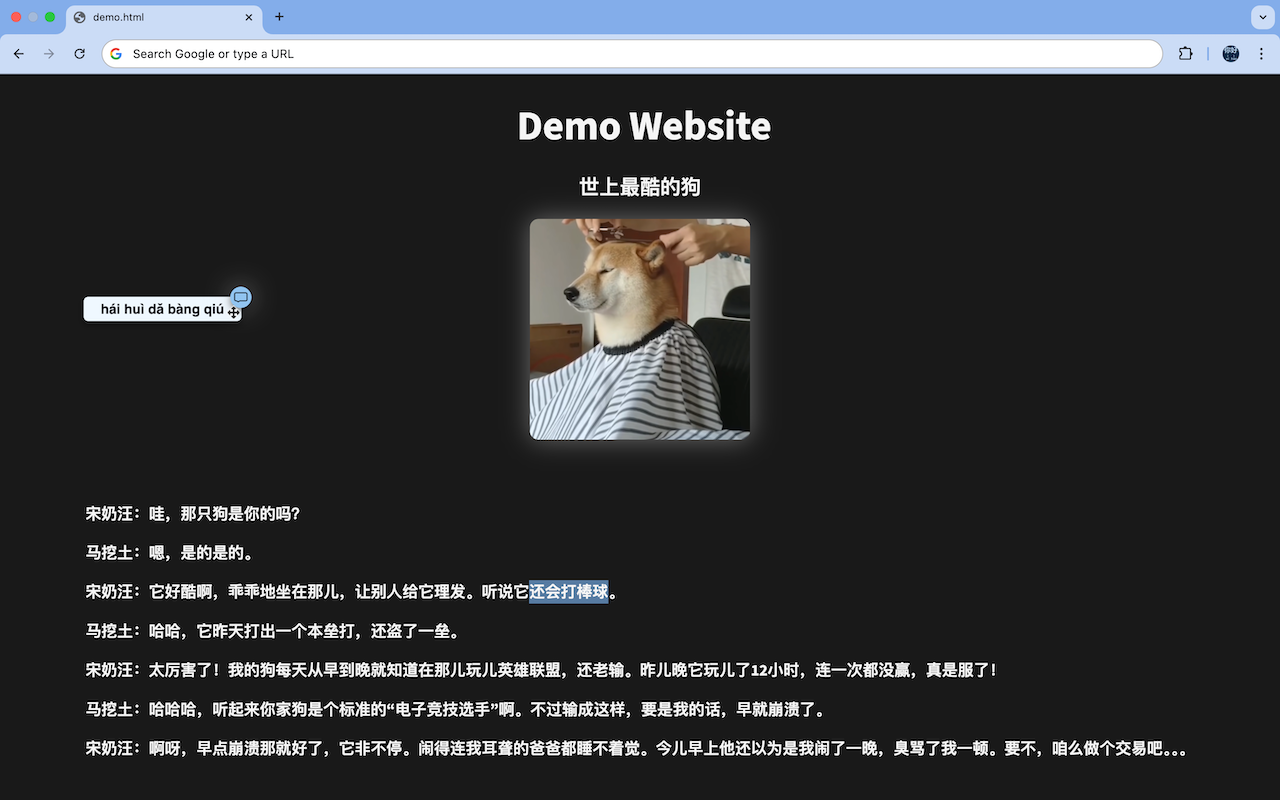 demo.html
Search Google or type a URL
Demo Website
世上最酷的狗
hái huì dă bàng qiú
宋奶汪：哇，那只狗是你的吗？
马挖土：嗯，是的是的。
宋奶汪：它好酷啊，乖乖地坐在那儿，让别人给它理发。听说它还会打棒球。
马挖土：哈哈，它昨天打出一个本垒打，还盗了一垒。
宋奶汪：太厉害了！我的狗每天从早到晚就知道在那儿玩儿英雄联盟，还老输。昨儿晚它玩儿了12小时，连一次都没赢，真是服了！
马挖土：哈哈哈，听起来你家狗是个标准的“电子竞技选手”啊。不过输成这样，要是我的话，早就崩溃了。
宋奶汪：啊呀，早点崩溃那就好了，它非不停。闹得连我耳聋的爸爸都睡不着觉。今儿早上他还以为是我闹了一晚，臭骂了我一顿。要不，咱么做个交易吧。。。